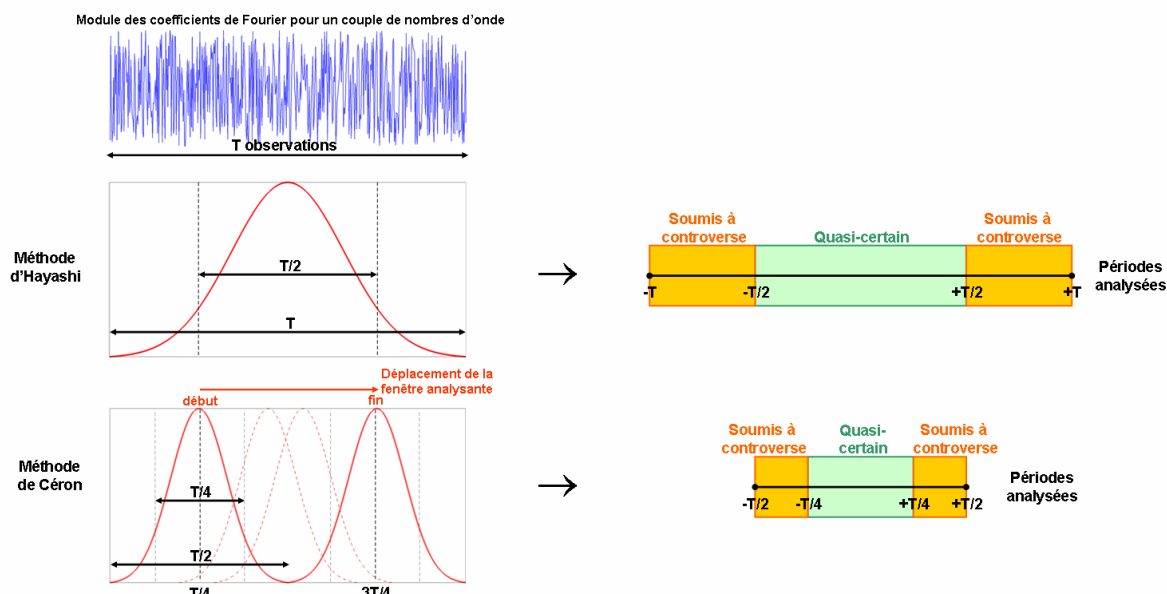 Module des coefficients de Fourier pour un couple de nombres d'onde
T observations
Méthode
d'Hayashi
T/2
T
Soumis à
controverse
Quasi-certain
Soumis à
controverse
-T
-T/2
+T/2
+T
Périodes
analysées
Déplacement de la
fenêtre analysante
début
fin
Méthode
de Céron
T/4
T/2
T/4
3T/4
Soumis à
controverse
Quasi-
certain
Soumis à
controverse
-T/2
-T/4
+T/4
+T/2
Périodes
analysées